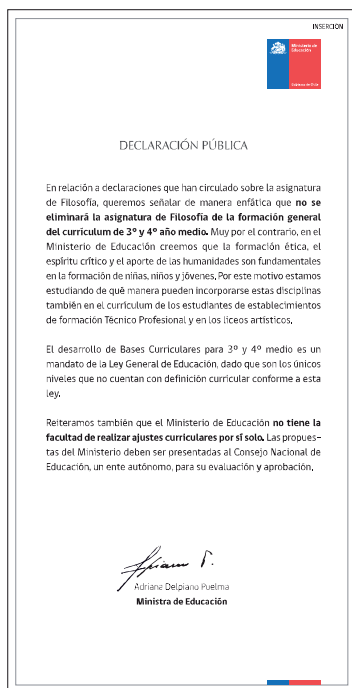 INSERCIÓN
Ministerio de
Educación
Gobierno de Chile
DECLARACIÓN PÚBLICA
En relación a declaraciones que han circulado sobre la asignatura
de Filosofía, queremos señalar de manera enfática que no se
eliminará la asignatura de Filosofía de la formación general
del curriculum de 3º y 4º año medio. Muy por el contrario, en el
Ministerio de Educación creemos que la formación ética, el
espíritu crítico y el aporte de las humanidades son fundamentales
en la formación de niñas, niños y jóvenes. Por este motivo estamos
estudiando de qué manera pueden incorporarse estas disciplinas
también en el curriculum de los estudiantes de establecimientos
de formación Técnico Profesional y en los liceos artísticos.
El desarrollo de Bases Curriculares para 3º y 4º medio es un
mandato de la Ley General de Educación, dado que son los únicos
niveles que no cuentan con definición curricular conforme a esta
ley.
Reiteramos también que el Ministerio de Educación no tiene la
facultad de realizar ajustes curriculares por sí solo. Las propues-
tas del Ministerio deben ser presentadas al Consejo Nacional de
Educación, un ente autónomo, para su evaluación y aprobación.
Adriana Delpiano Puelma
Ministra de Educación